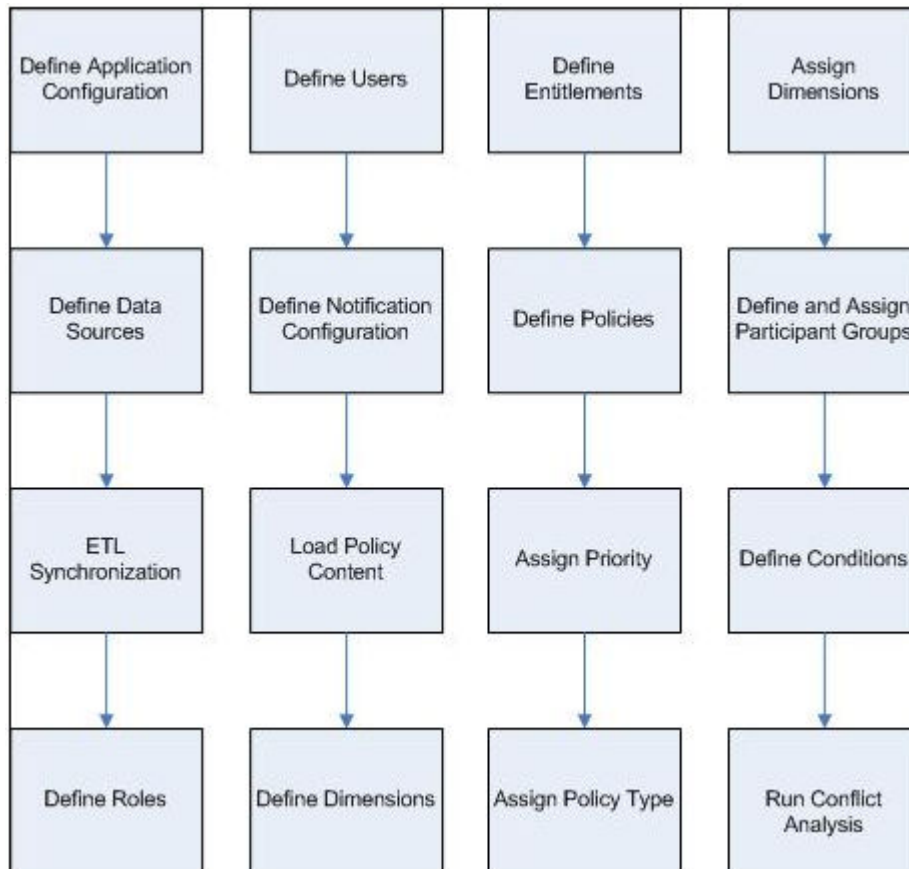 Define Application
Configuration
Define Data
Sources
ETL
Synchronization
Define Roles
Define Users
Define Notification
Configuration
Load Policy
Content
Define Dimensions
Define
Entitlements
Define Policies
Assign Priority
Assign Policy Type
Assign
Dimensions
Define and Assign
Participant Groups
Define Conditions
Run Conflict
Analysis